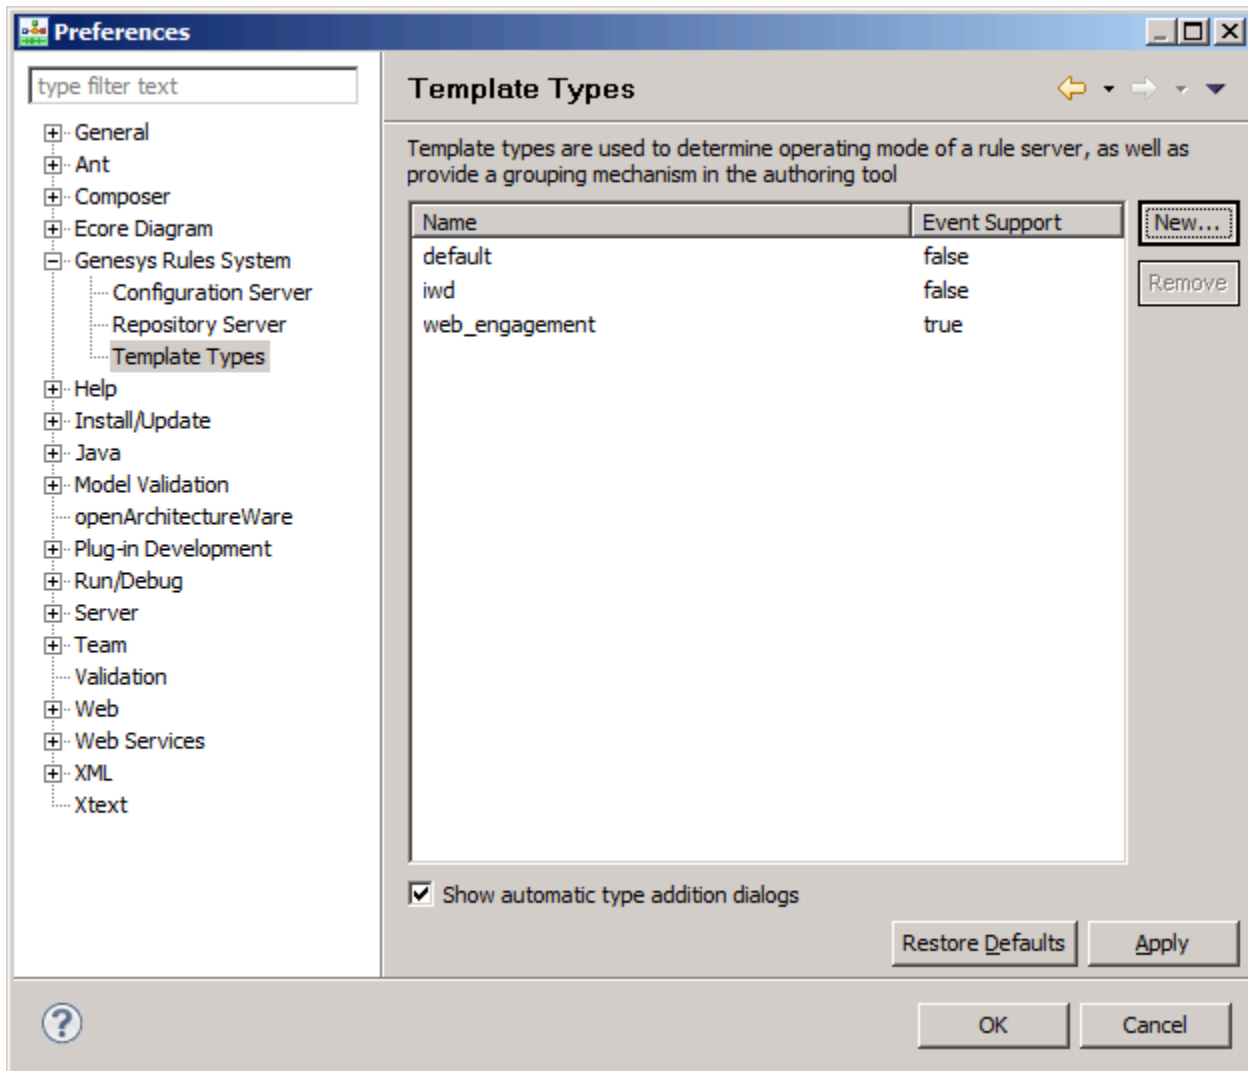 Preferences
type filter text
General
Ant
Composer
Ecore Diagram
Genesys Rules System
Configuration Server
Repository Server
Template Types
Help
Install/Update
Java
Model Validation
openArchitectureWare
Plug-in Development
Run/Debug
Server
Team
Validation
Web
Web Services
XML
Xtext
Template Types
Template types are used to determine operating mode of a rule server, as well as
provide a grouping mechanism in the authoring tool
Name Event Support
default false
iwd false
web_engagement true
New...
Remove
Show automatic type addition dialogs
Restore Defaults Apply
OK Cancel